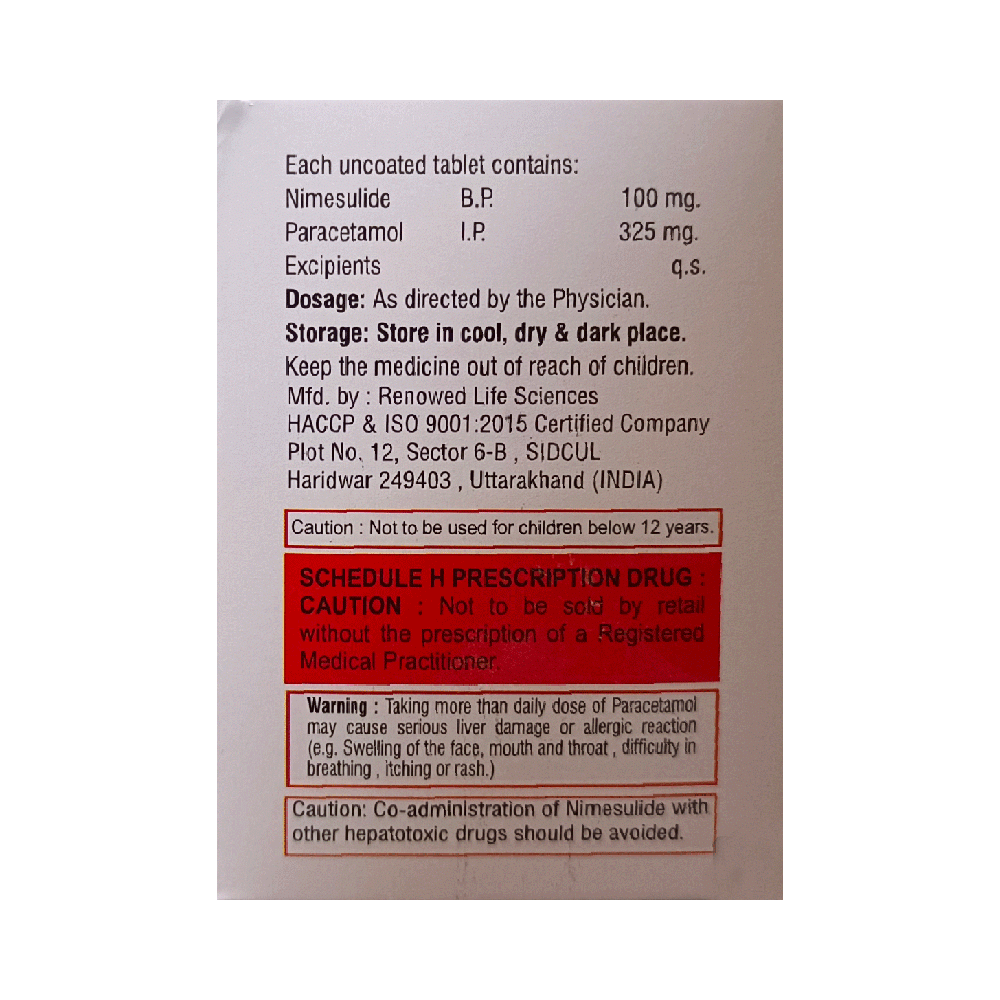 Each uncoated tablet contains:
Nimesulide B.P. 100 mg.
Paracetamol I.P. 325 mg.
Excipients q.s.
Dosage: As directed by the Physician.
Storage: Store in cool, dry & dark place.
Keep the medicine out of reach of children.
Mfd. by : Renowed Life Sciences
HACCP & ISO 9001:2015 Certified Company
Plot No. 12, Sector 6-B , SIDCUL
Haridwar 249403 , Uttarakhand (INDIA)
Caution : Not to be used for children below 12 years.
SCHEDULE H PRESCRIPTION DRUG :
CAUTION : Not to be sold by retail
without the prescription of a Registered
Medical Practitioner.
Warning : Taking more than daily dose of Paracetamol
may cause serious liver damage or allergic reaction
(e.g. Swelling of the face, mouth and throat , difficulty in
breathing , itching or rash.)
Caution: Co-administration of Nimesulide with
other hepatotoxic drugs should be avoided.